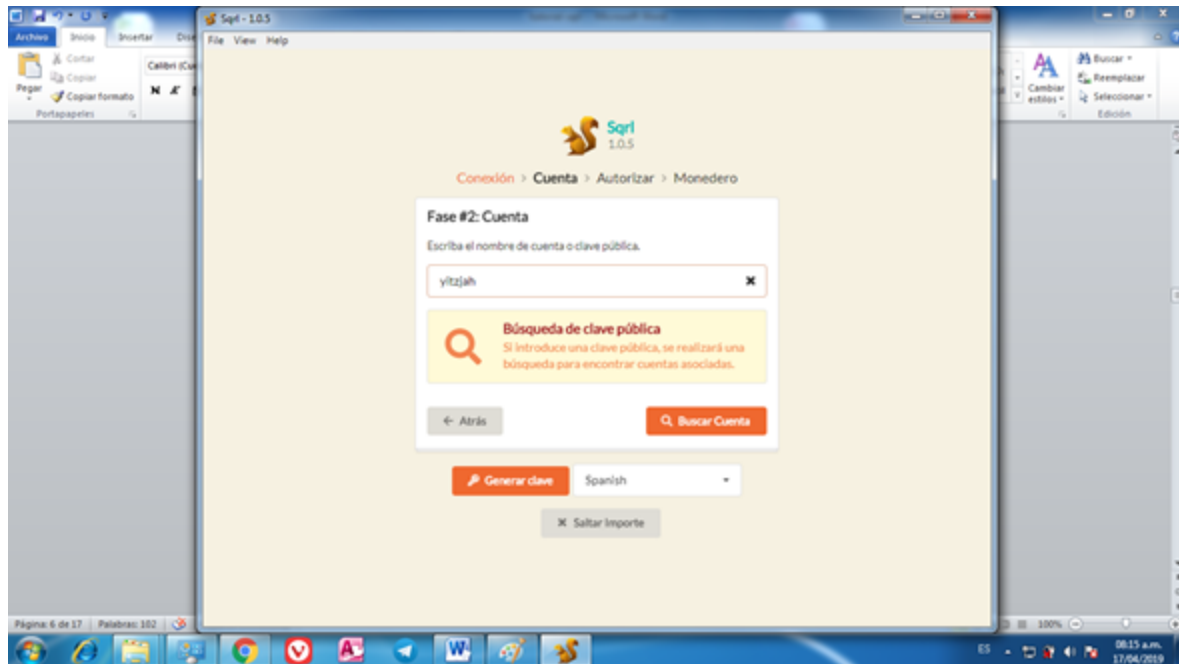 Sqrl - 1.0.5
Archivo Inicio Insertar
File View Help
Cortar
Copiar
Copiar formato
Pegar
Portapapeles
Calibri (Cu
N K
Cambiar
estilos
Buscar
Reemplazar
Seleccionar
Edición
Sqrl
1.0.5
Conexión > Cuenta > Autorizar > Monedero
Fase #2: Cuenta
Escriba el nombre de cuenta o clave pública.
yitzjah
Búsqueda de clave pública
Si introduce una clave pública, se realizará una
búsqueda para encontrar cuentas asociadas.
Atrás
Buscar Cuenta
Generar clave
Spanish
Saltar Importe
Página: 6 de 17
Palabras: 102
100%
ES
08:15 a.m.
17/04/2019